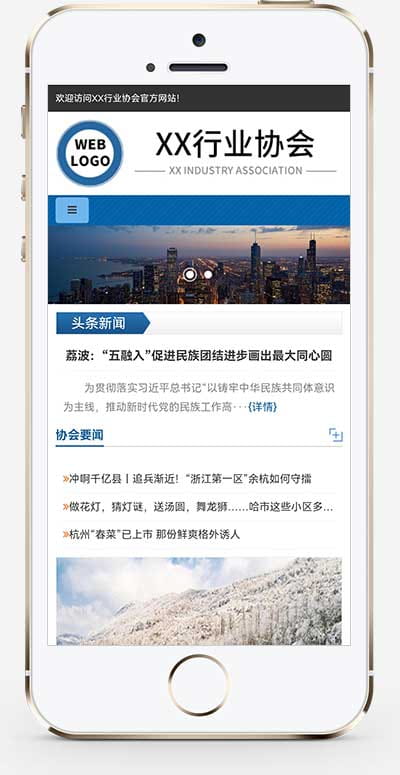 欢迎访问XX行业协会官方网站!
WEB
LOGO
XX行业协会
XX INDUSTRY ASSOCIATION
头条新闻
荔波：“五融入”促进民族团结进步画出最大同心圆
为贯彻落实习近平总书记“以铸牢中华民族共同体意识
为主线，推动新时代党的民族工作高···{详情}
协会要闻
»冲啊千亿县丨追兵渐近！“浙江第一区”余杭如何守擂
»做花灯，猜灯谜，送汤圆，舞龙狮……哈市这些小区多...
»杭州“春菜”已上市 那份鲜爽格外诱人